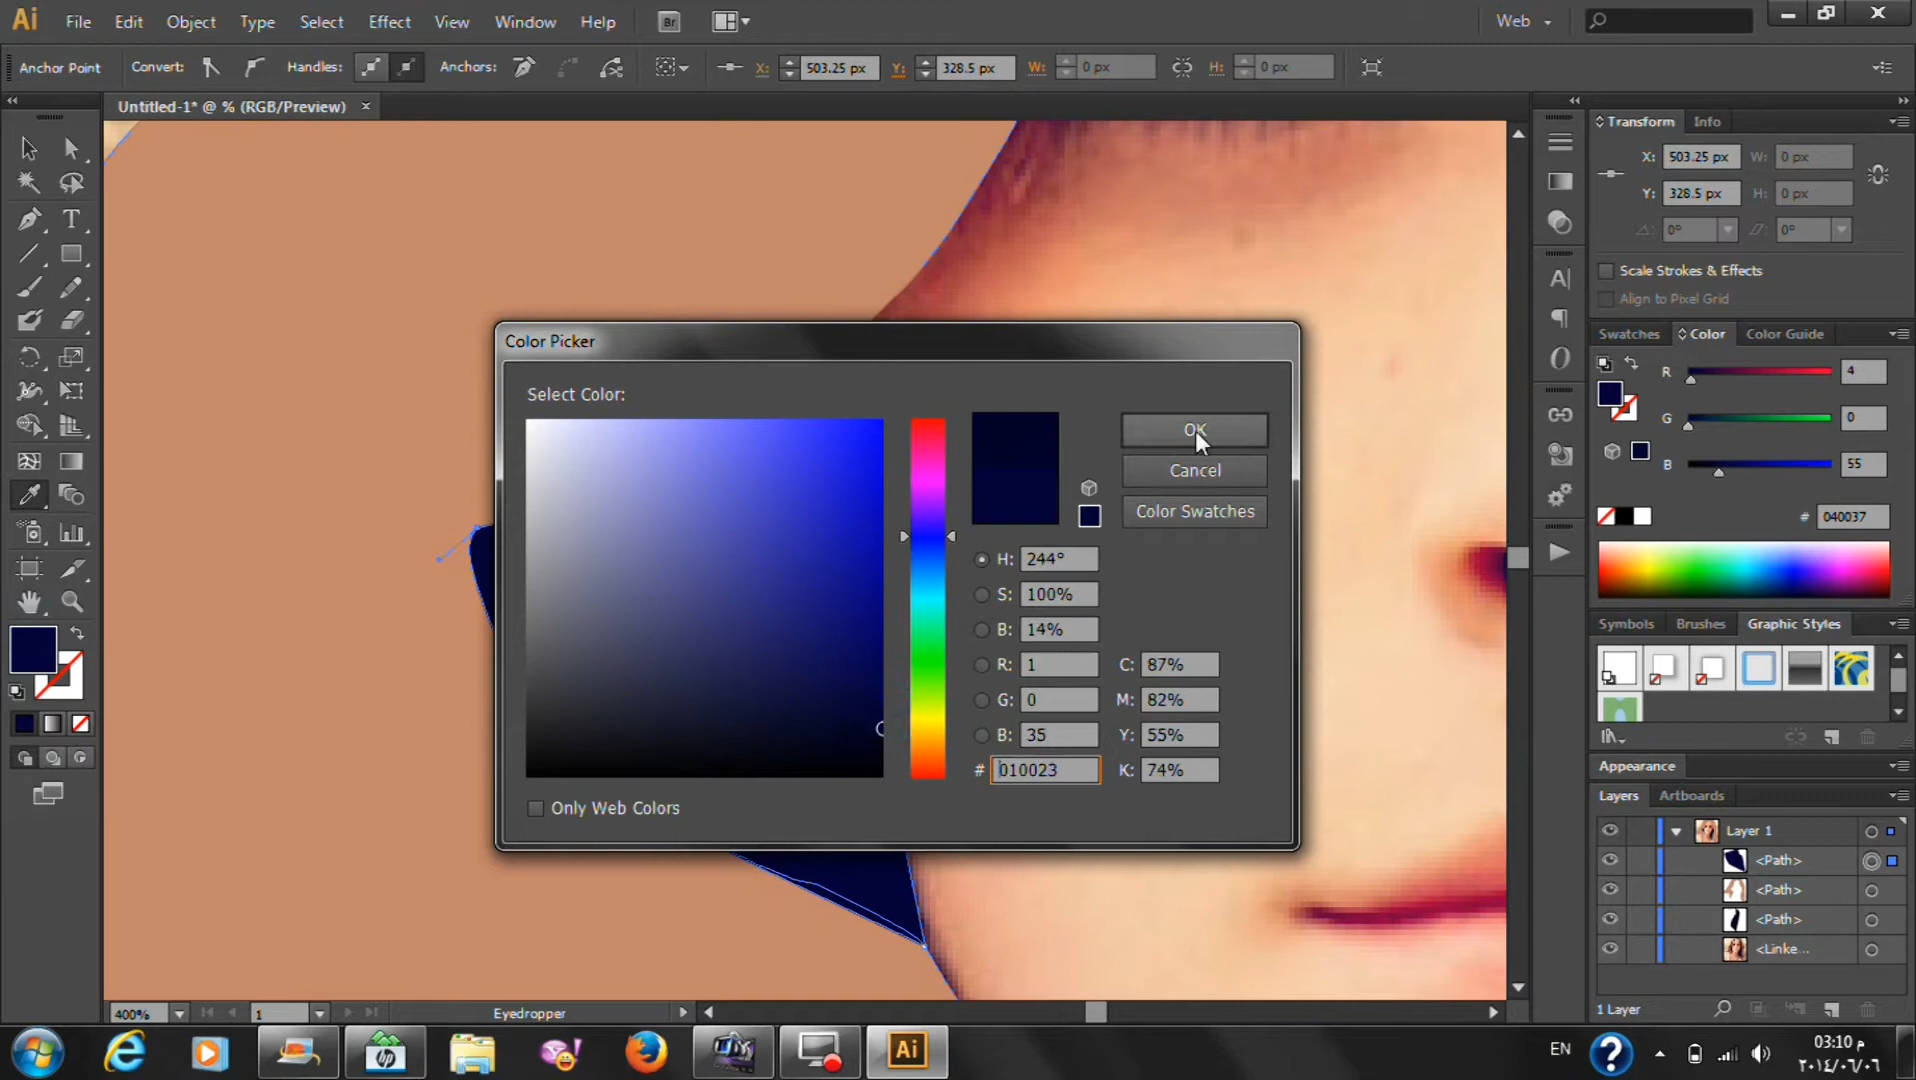 Ai File Edit Object Type Select Effect View Window Help Br Web
Anchor Point Convert: Handles: Anchors: X: 503.25 px Y: 328.5 px W: 0 px H: 0 px
Untitled-1* @ % (RGB/Preview) ×
Transform Info
X: 503.25 px W: 0 px
Y: 328.5 px H: 0 px
0° 0°
Scale Strokes & Effects
Align to Pixel Grid
Swatches Color Color Guide
R 4
G 0
B 55
# 040037
Symbols Brushes Graphic Styles
Appearance
Layers Artboards
Layer 1
<Path>
<Path>
<Path>
<Linke...
1 Layer
Color Picker
Select Color:
OK
Cancel
Color Swatches
H: 244°
S: 100%
B: 14%
R: 1 C: 87%
G: 0 M: 82%
B: 35 Y: 55%
# 010023 K: 74%
Only Web Colors
400% 1 Eyedropper
hp Ai EN ? 03:10 م
٢٠١٤/٠٦/٠٦